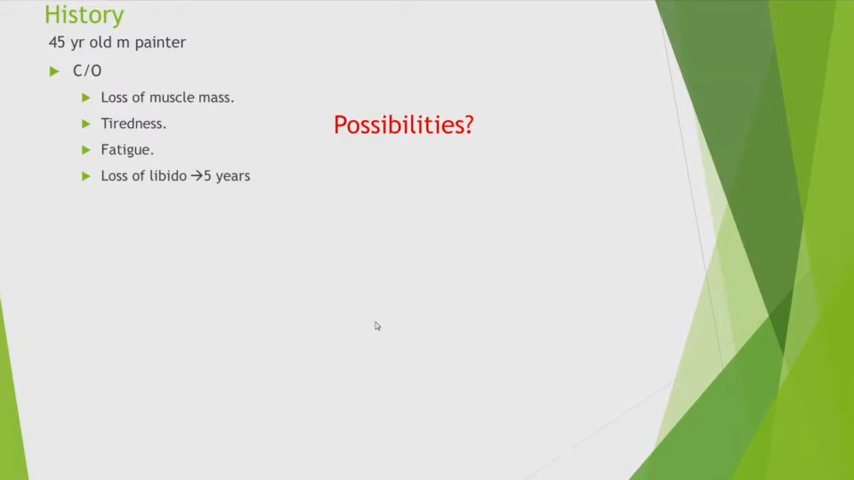 History
45 yr old m painter
C/O
Loss of muscle mass.
Tiredness.
Fatigue.
Loss of libido →5 years
Possibilities?